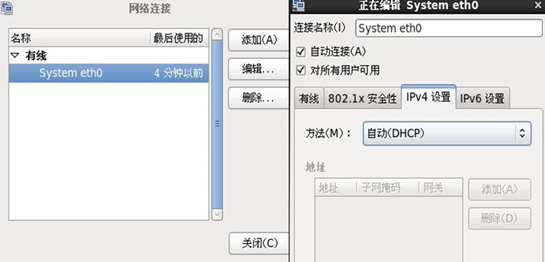 网络连接
名称 最后使用的
有线
System eth0 4 分钟以前
添加(A)
编辑...
删除...
关闭(C)
正在编辑 System eth0
连接名称(I) System eth0
自动连接(A)
对所有用户可用
有线 802.1x 安全性 IPv4 设置 IPv6 设置
方法(M): 自动(DHCP)
地址
地址 子网掩码 网关
添加(A)
删除(D)